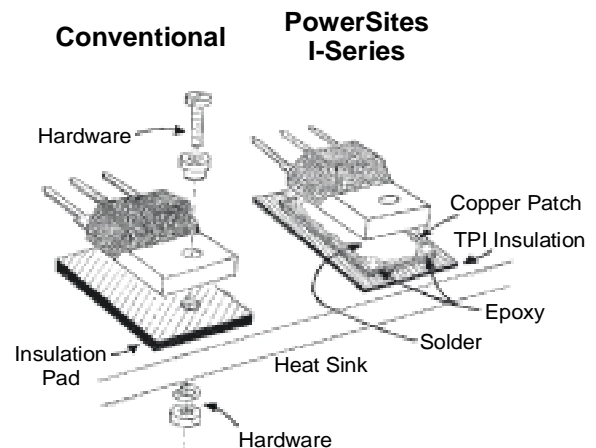 Conventional
PowerSites
I-Series
Hardware
Copper Patch
TPI Insulation
Epoxy
Solder
Insulation
Pad
Heat Sink
Hardware